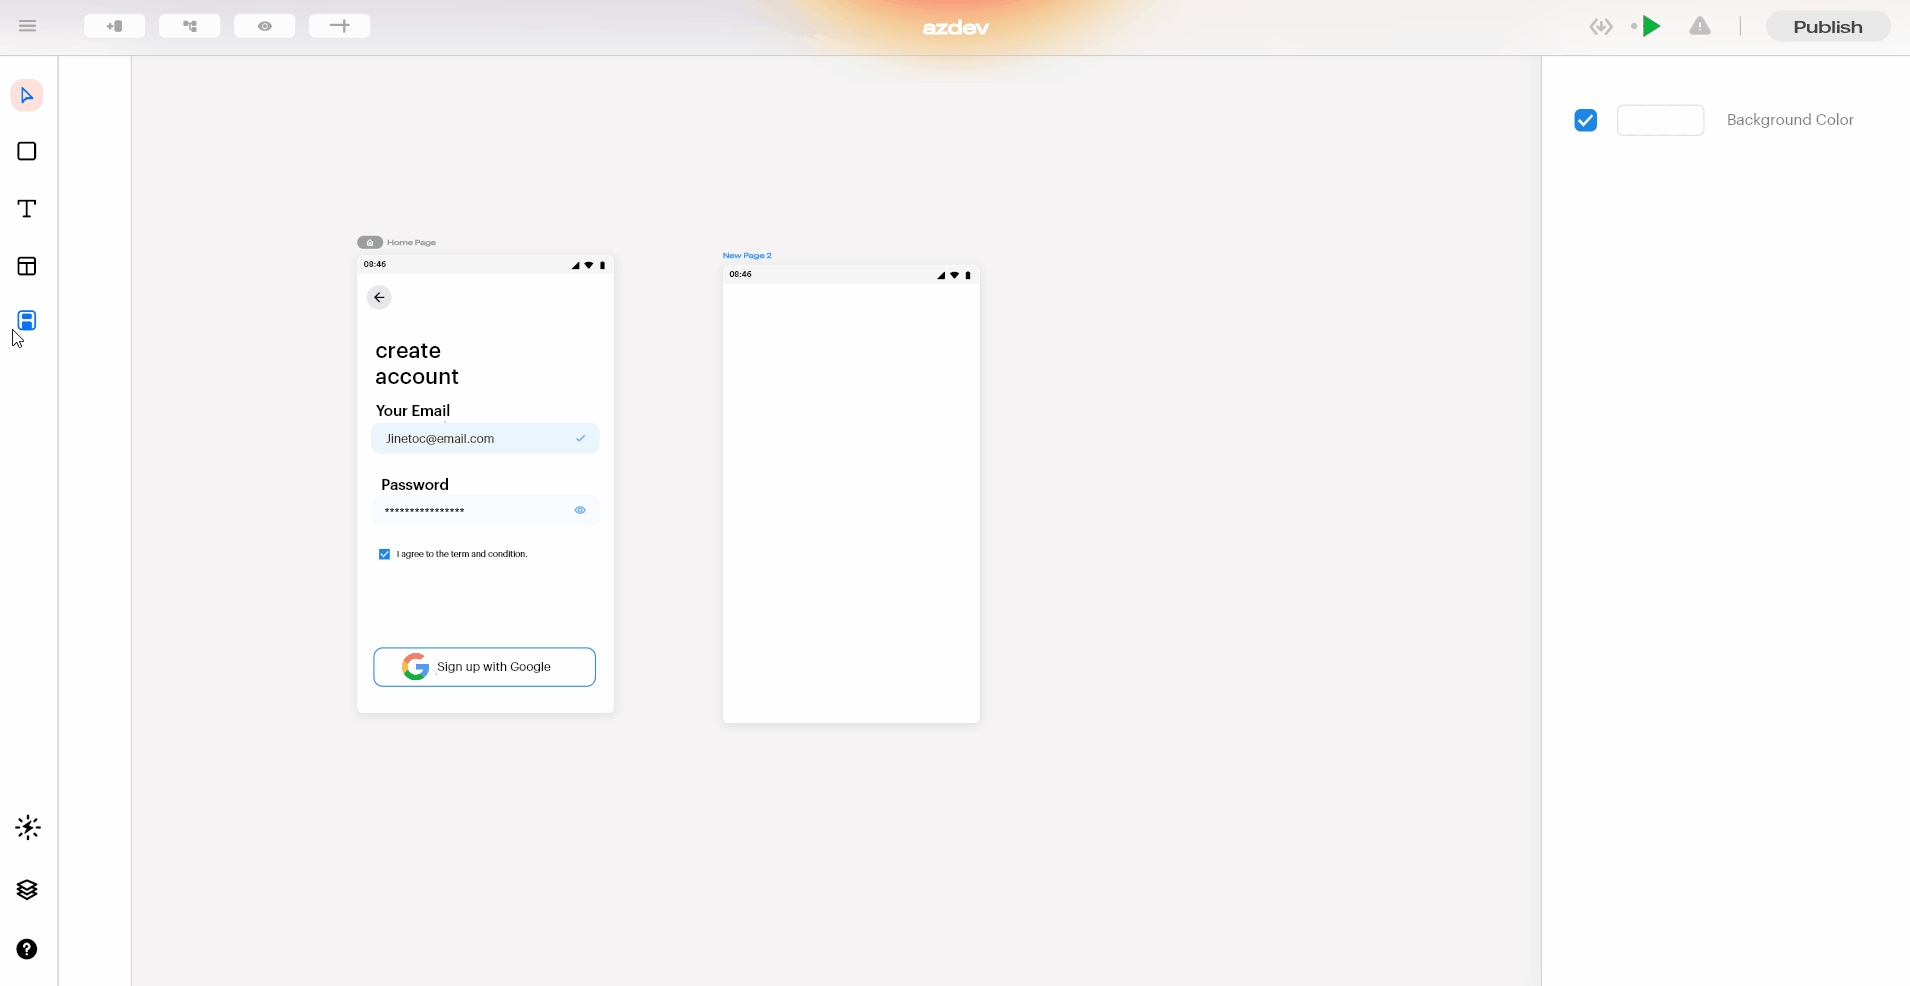 azdev
Publish
Background Color
Home Page
08:46
create
account
Your Email
Jinetoc@email.com
Password
****************
I agree to the term and condition.
Sign up with Google
New Page 2
08:46